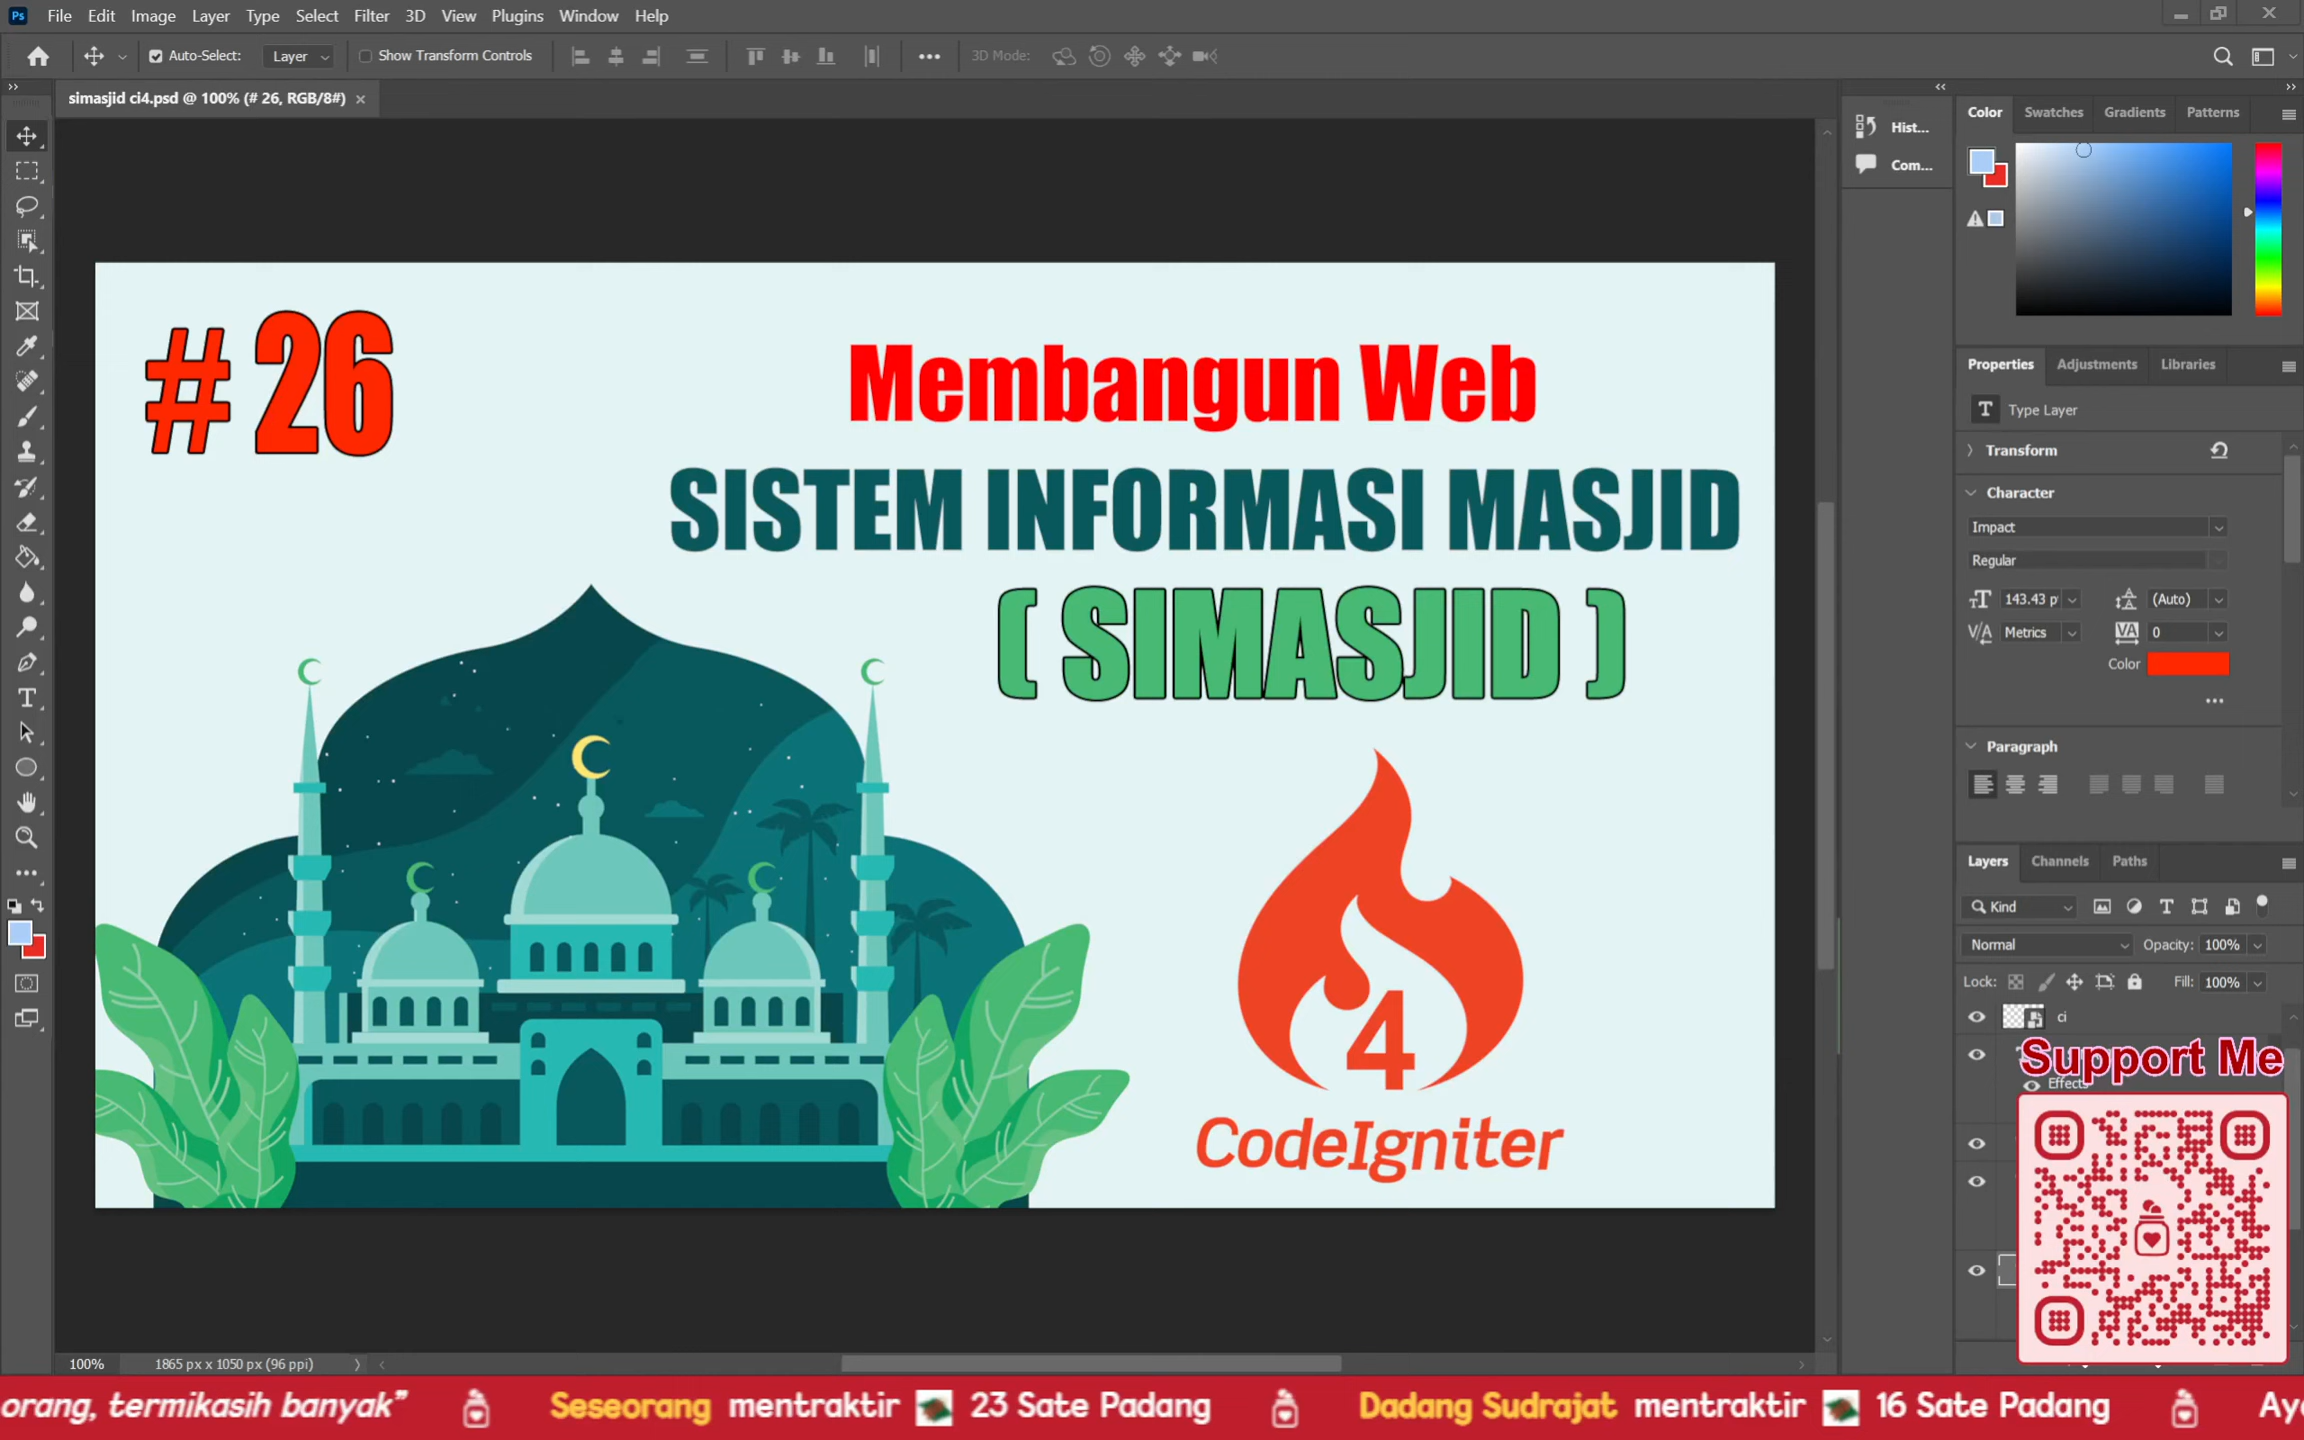 Ps File Edit Image Layer Type Select Filter 3D View Plugins Window Help
Auto-Select: Layer Show Transform Controls 3D Mode:
simasjid ci4.psd @ 100% (# 26, RGB/8#)
Hist...
Com...
Color Swatches Gradients Patterns
# 26
Membangun Web
SISTEM INFORMASI MASJID
( SIMASJID )
4
CodeIgniter
Properties Adjustments Libraries
T Type Layer
Transform
Character
Impact
Regular
143.43 p (Auto)
Metrics 0
Color
Paragraph
Layers Channels Paths
Kind
Normal Opacity: 100%
Lock: Fill: 100%
ci
Support Me
Effects
100% 1865 px x 1050 px (96 ppi)
orang, termikasih banyak” Seseorang mentraktir 23 Sate Padang Dadang Sudrajat mentraktir 16 Sate Padang